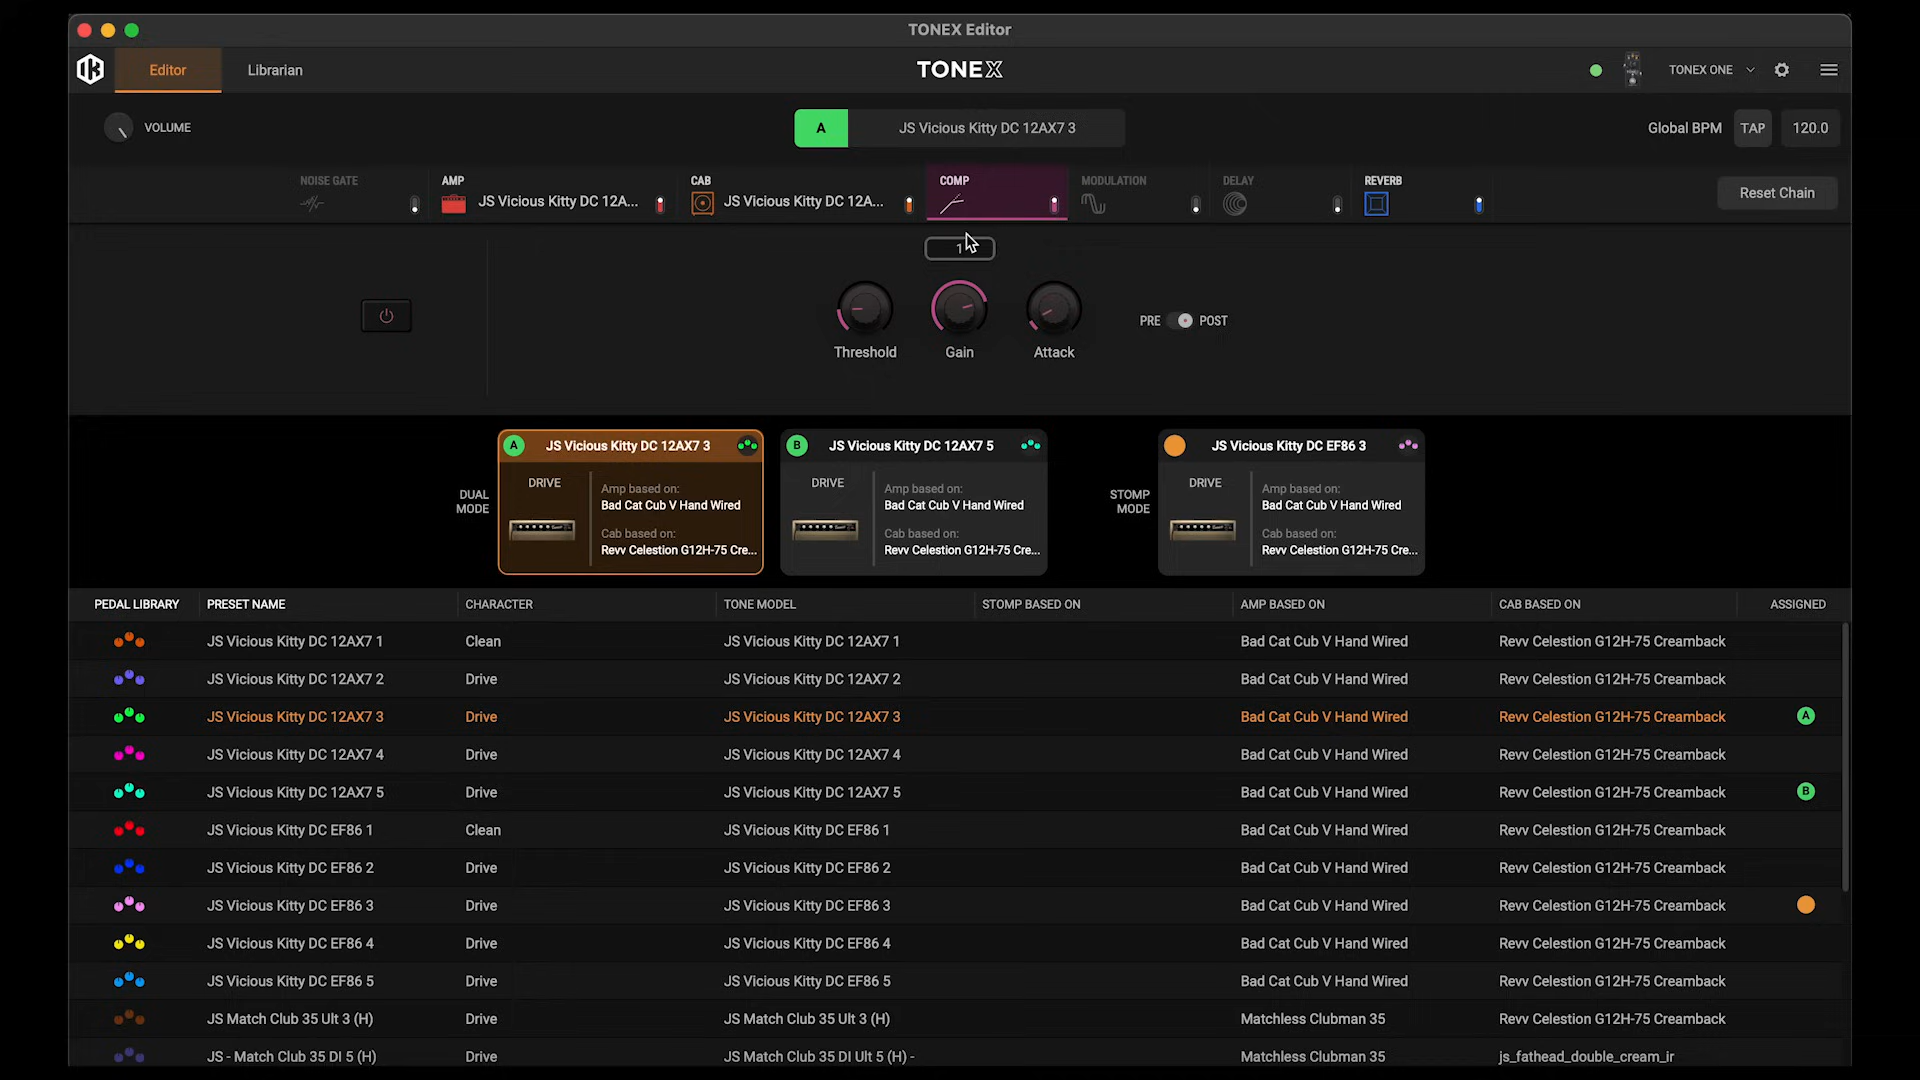 TONEX Editor
Editor
Librarian
TONEX
TONEX ONE
VOLUME
A
JS Vicious Kitty DC 12AX7 3
Global BPM
TAP
120.0
NOISE GATE
AMP
JS Vicious Kitty DC 12A...
CAB
JS Vicious Kitty DC 12A...
COMP
MODULATION
DELAY
REVERB
Reset Chain
Threshold
Gain
Attack
PRE
POST
DUAL
MODE
A
JS Vicious Kitty DC 12AX7 3
DRIVE
Amp based on:
Bad Cat Cub V Hand Wired
Cab based on:
Revv Celestion G12H-75 Cre...
B
JS Vicious Kitty DC 12AX7 5
DRIVE
Amp based on:
Bad Cat Cub V Hand Wired
Cab based on:
Revv Celestion G12H-75 Cre...
STOMP
MODE
JS Vicious Kitty DC EF86 3
DRIVE
Amp based on:
Bad Cat Cub V Hand Wired
Cab based on:
Revv Celestion G12H-75 Cre...
PEDAL LIBRARY PRESET NAME CHARACTER TONE MODEL STOMP BASED ON AMP BASED ON CAB BASED ON ASSIGNED
JS Vicious Kitty DC 12AX7 1 Clean JS Vicious Kitty DC 12AX7 1 Bad Cat Cub V Hand Wired Revv Celestion G12H-75 Creamback
JS Vicious Kitty DC 12AX7 2 Drive JS Vicious Kitty DC 12AX7 2 Bad Cat Cub V Hand Wired Revv Celestion G12H-75 Creamback
JS Vicious Kitty DC 12AX7 3 Drive JS Vicious Kitty DC 12AX7 3 Bad Cat Cub V Hand Wired Revv Celestion G12H-75 Creamback A
JS Vicious Kitty DC 12AX7 4 Drive JS Vicious Kitty DC 12AX7 4 Bad Cat Cub V Hand Wired Revv Celestion G12H-75 Creamback
JS Vicious Kitty DC 12AX7 5 Drive JS Vicious Kitty DC 12AX7 5 Bad Cat Cub V Hand Wired Revv Celestion G12H-75 Creamback B
JS Vicious Kitty DC EF86 1 Clean JS Vicious Kitty DC EF86 1 Bad Cat Cub V Hand Wired Revv Celestion G12H-75 Creamback
JS Vicious Kitty DC EF86 2 Drive JS Vicious Kitty DC EF86 2 Bad Cat Cub V Hand Wired Revv Celestion G12H-75 Creamback
JS Vicious Kitty DC EF86 3 Drive JS Vicious Kitty DC EF86 3 Bad Cat Cub V Hand Wired Revv Celestion G12H-75 Creamback
JS Vicious Kitty DC EF86 4 Drive JS Vicious Kitty DC EF86 4 Bad Cat Cub V Hand Wired Revv Celestion G12H-75 Creamback
JS Vicious Kitty DC EF86 5 Drive JS Vicious Kitty DC EF86 5 Bad Cat Cub V Hand Wired Revv Celestion G12H-75 Creamback
JS Match Club 35 Ult 3 (H) Drive JS Match Club 35 Ult 3 (H) Matchless Clubman 35 Revv Celestion G12H-75 Creamback
JS - Match Club 35 DI 5 (H) Drive JS Match Club 35 DI Ult 5 (H) - Matchless Clubman 35 js_fathead_double_cream_ir